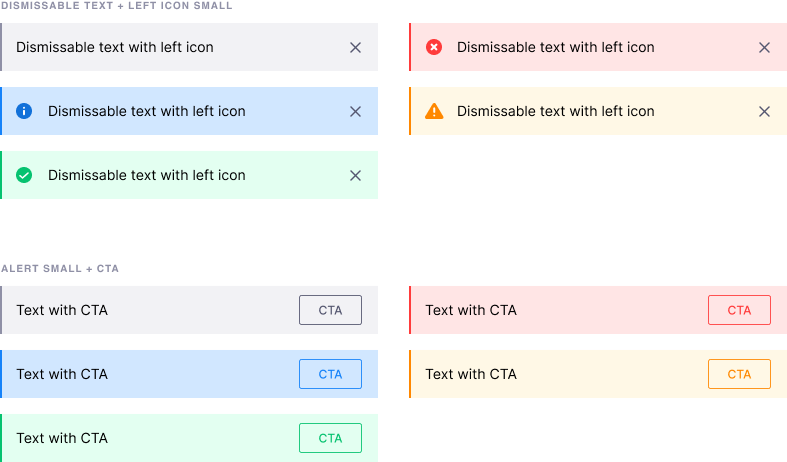 DISMISSABLE TEXT + LEFT ICON SMALL
Dismissable text with left icon
Dismissable text with left icon
Dismissable text with left icon
Dismissable text with left icon
Dismissable text with left icon
ALERT SMALL + CTA
Text with CTA CTA
Text with CTA CTA
Text with CTA CTA
Text with CTA CTA
Text with CTA CTA